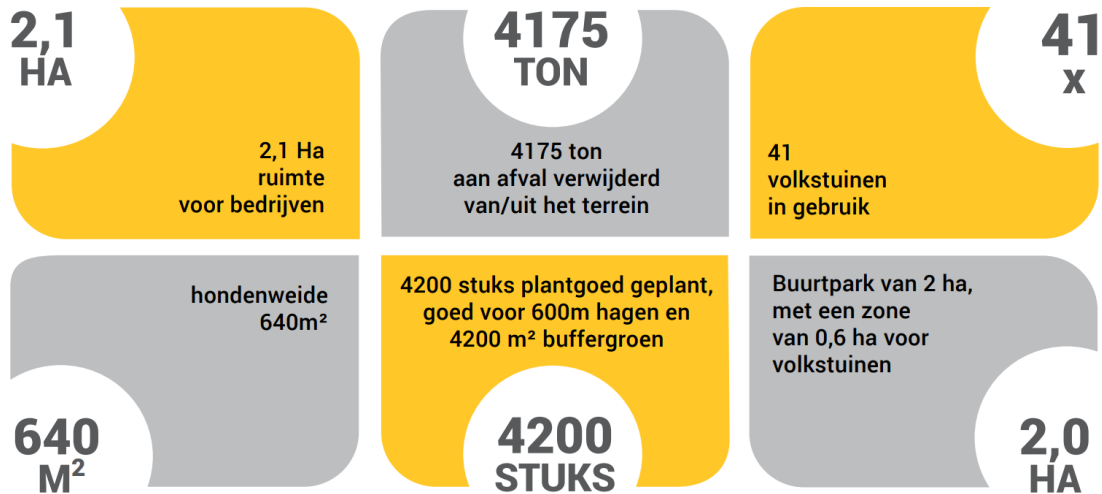 2,1
HA
2,1 Ha
ruimte
voor bedrijven
4175
TON
4175 ton
aan afval verwijderd
van/uit het terrein
41
x
41
volkstuinen
in gebruik
hondenweide
640m²
640
M²
4200 stuks plantgoed geplant,
goed voor 600m hagen en
4200 m² buffergroen
4200
STUKS
Buurtpark van 2 ha,
met een zone
van 0,6 ha voor
volkstuinen
2,0
HA